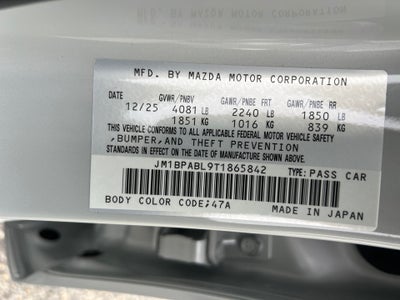 MFD. BY MAZDA MOTOR CORPORATION
GVWR/PNBV GAWR/PNBE FRT GAWR/PNBE RR
12/25 4081 LB 2240 LB 1850 LB
1851 KG 1016 KG 839 KG
THIS VEHICLE CONFORMS TO ALL APPLICABLE FEDERAL MOTOR VEHICLE SAFETY
,BUMPER,AND THEFT PREVENTION
STANDARDS IN EFFECT ON THE DATE OF MANUFACTURE SHOWN ABOVE.
JM1BPABL9T1865842 TYPE: PASS CAR
BODY COLOR CODE;47A MADE IN JAPAN